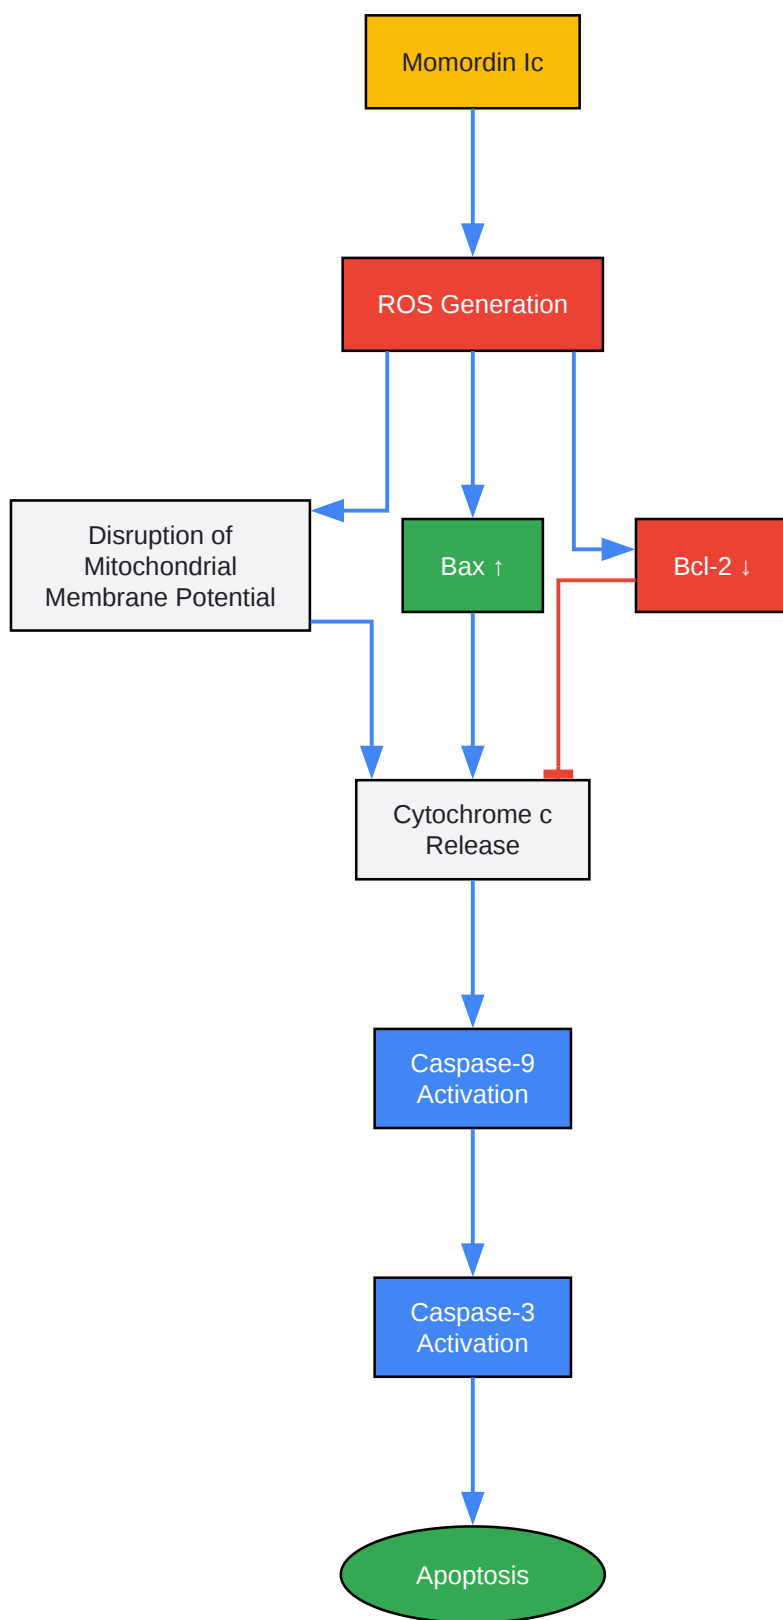 Momordin Ic
ROS Generation
Disruption of
Mitochondrial
Membrane Potential
Bax ↑
Bcl-2 ↓
Cytochrome c
Release
Caspase-9
Activation
Caspase-3
Activation
Apoptosis